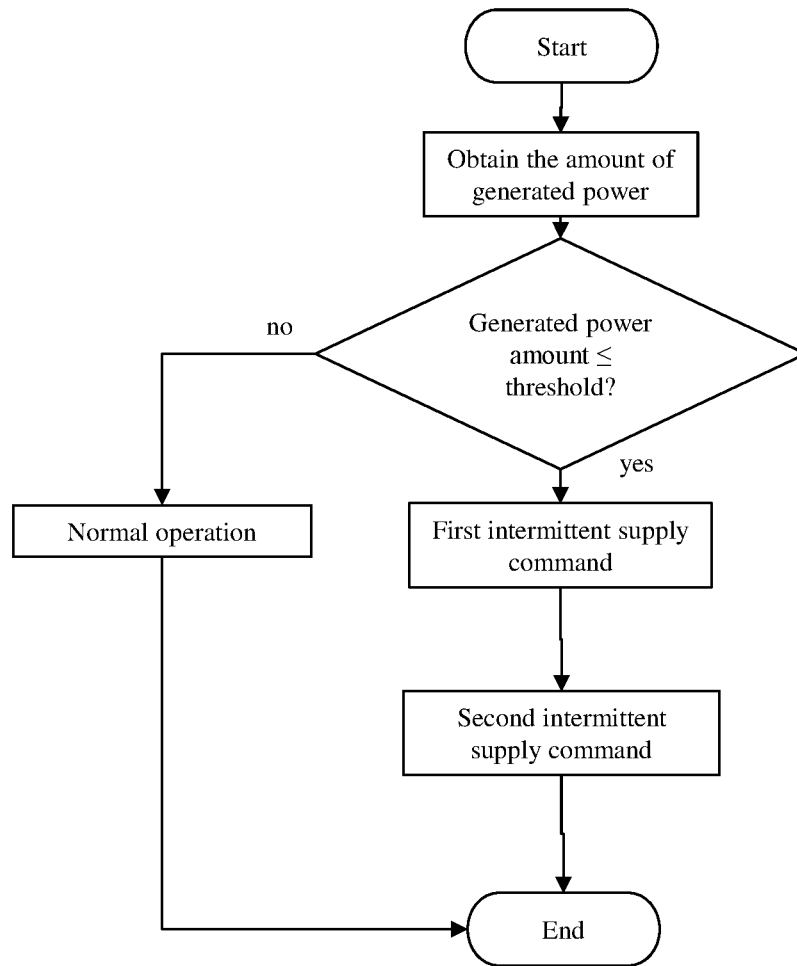 Start
Obtain the amount of
generated power
no
Generated power
amount ≤
threshold?
yes
Normal operation
First intermittent supply
command
Second intermittent
supply command
End